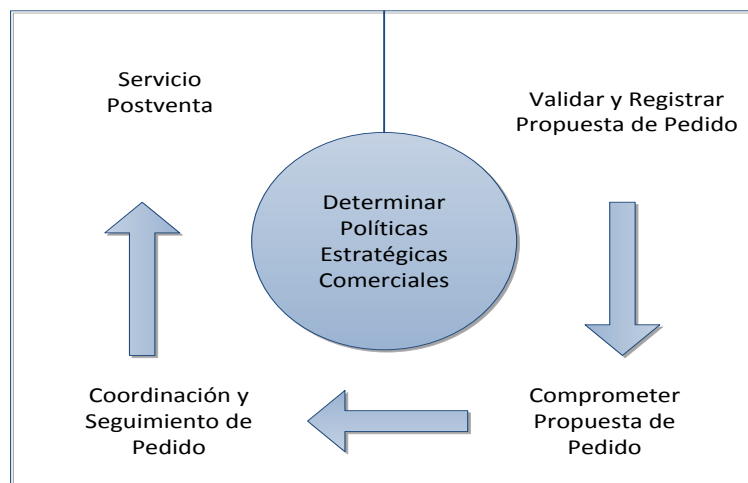 Servicio
Postventa
Validar y Registrar
Propuesta de Pedido
Determinar
Políticas
Estratégicas
Comerciales
Coordinación y
Seguimiento de
Pedido
Comprometer
Propuesta de
Pedido